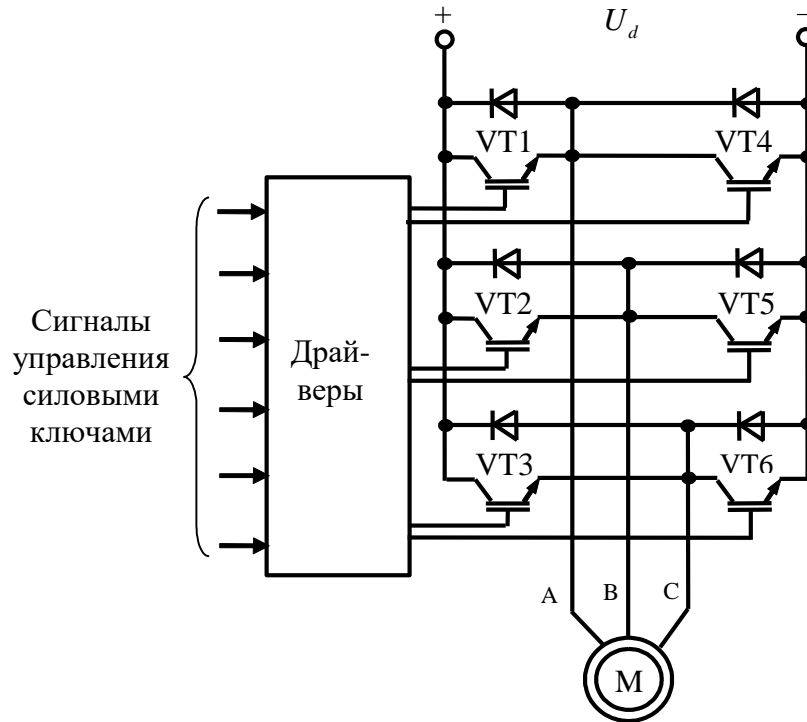 +
U_d
−
VT1
VT4
VT2
VT5
VT3
VT6
Сигналы
управления
силовыми
ключами
Драй-
веры
A
B
C
M